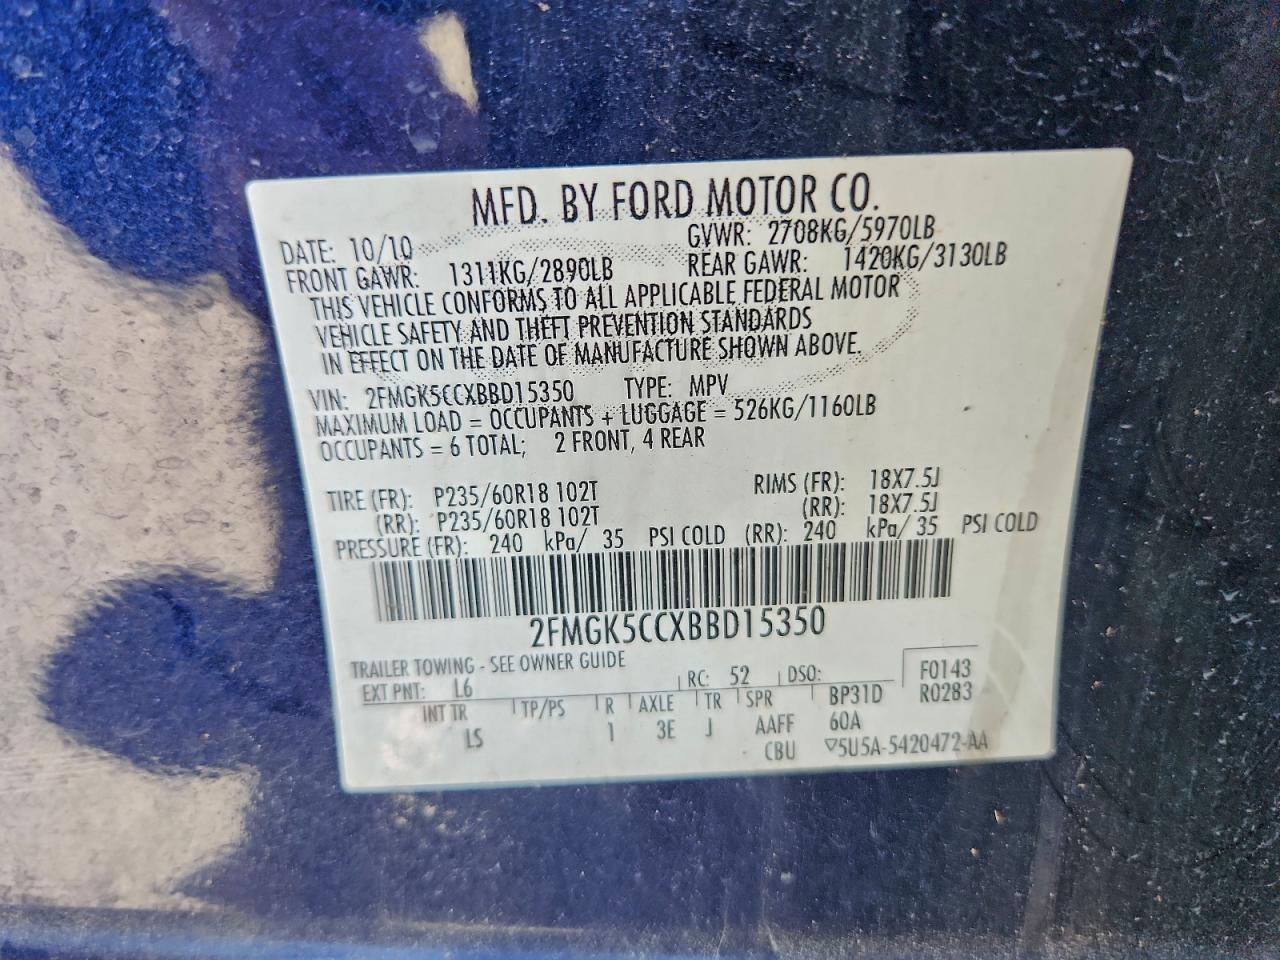 MFD. BY FORD MOTOR CO.
DATE: 10/10 GVWR: 2708KG/5970LB
FRONT GAWR: 1311KG/2890LB REAR GAWR: 1420KG/3130LB
THIS VEHICLE CONFORMS TO ALL APPLICABLE FEDERAL MOTOR
VEHICLE SAFETY AND THEFT PREVENTION STANDARDS
IN EFFECT ON THE DATE OF MANUFACTURE SHOWN ABOVE.
VIN: 2FMGK5CCXBBD15350 TYPE: MPV
MAXIMUM LOAD = OCCUPANTS + LUGGAGE = 526KG/1160LB
OCCUPANTS = 6 TOTAL; 2 FRONT, 4 REAR
TIRE (FR): P235/60R18 102T RIMS (FR): 18X7.5J
(RR): P235/60R18 102T (RR): 18X7.5J
PRESSURE (FR): 240 kPa/ 35 PSI COLD (RR): 240 kPa/ 35 PSI COLD
2FMGK5CCXBBD15350
TRAILER TOWING - SEE OWNER GUIDE
EXT PNT: L6 RC: 52 DSO: F0143
INT TR TP/PS R AXLE TR SPR BP31D R0283
LS 1 3E J AAFF 60A
CBU ▽5U5A-5420472-AA